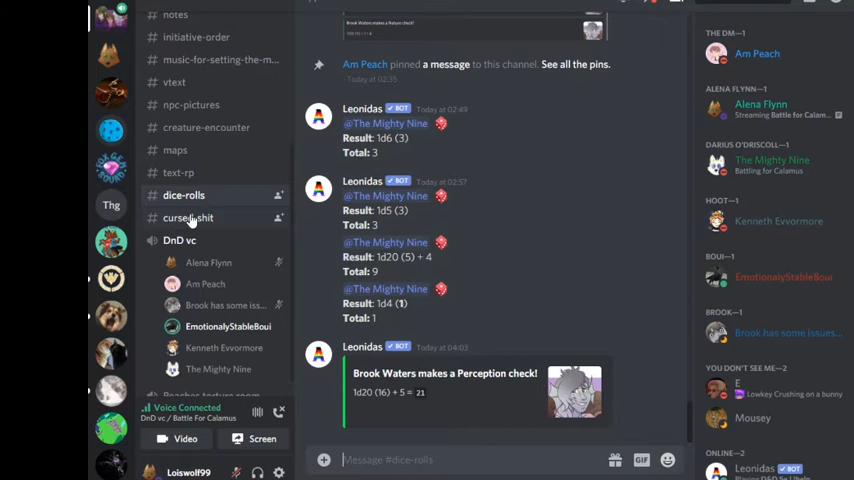 # notes
# initiative-order
# music-for-setting-the-m...
# vtext
# npc-pictures
# creature-encounter
# maps
# text-rp
# dice-rolls
# cursed-shit
DnD vc
Alena Flynn
Am Peach
Brook has some iss...
EmotionalyStableBoui
Kenneth Evvormore
The Mighty Nine
Voice Connected
DnD vc / Battle For Calamus
Video
Screen
Loiswolf99
Thg
Brook Waters makes a Nature check!
Am Peach pinned a message to this channel. See all the pins.
Today at 02:35
Leonidas BOT Today at 02:49
@The Mighty Nine
Result: 1d6 (3)
Total: 3
Leonidas BOT Today at 02:57
@The Mighty Nine
Result: 1d5 (3)
Total: 3
@The Mighty Nine
Result: 1d20 (5) + 4
Total: 9
@The Mighty Nine
Result: 1d4 (1)
Total: 1
Leonidas BOT Today at 04:03
Brook Waters makes a Perception check!
1d20 (16) + 5 = 21
Message #dice-rolls
GIF
THE DM—1
Am Peach
ALENA FLYNN—1
Alena Flynn
Streaming Battle for Calamus
DARIUS O'DRISCOLL—1
The Mighty Nine
Battling for Calamus
HOOT—1
Kenneth Evvormore
BOUI—1
EmotionalyStableBoui
BROOK—1
Brook has some issues...
YOU DON'T SEE ME—2
E
Lowkey Crushing on a bunny
Mousey
ONLINE—2
Leonidas BOT